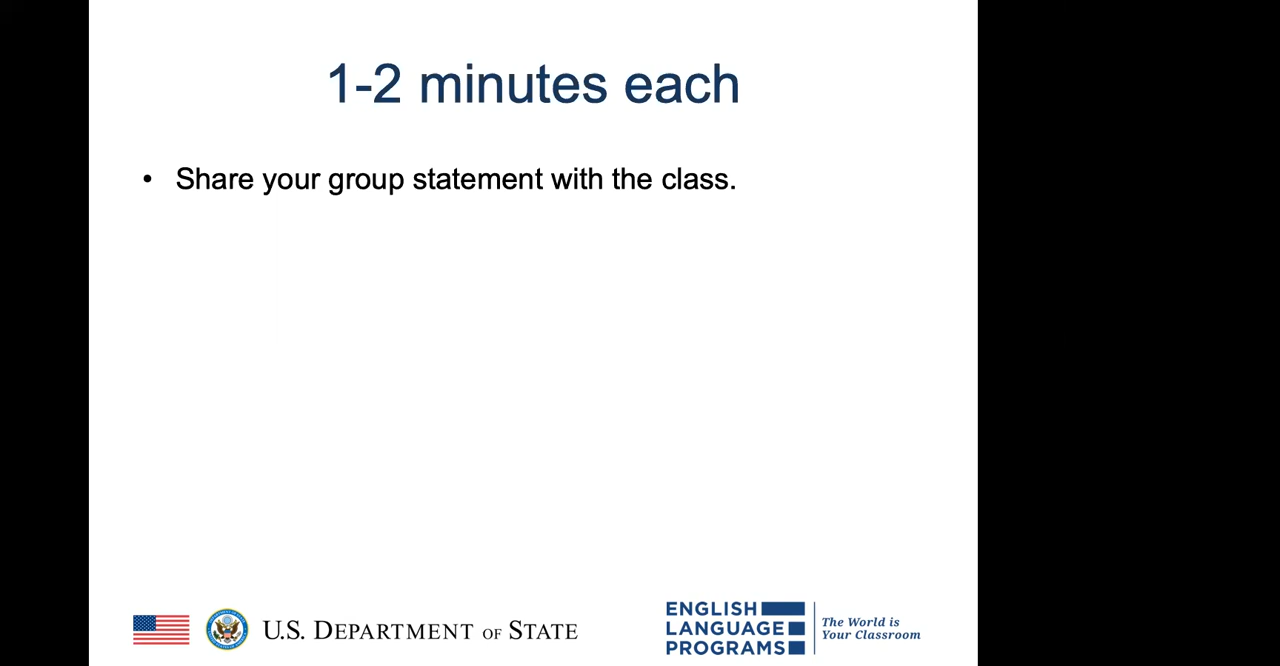 1-2 minutes each
• Share your group statement with the class.
U.S. DEPARTMENT OF STATE
ENGLISH
LANGUAGE
PROGRAMS
The World is
Your Classroom